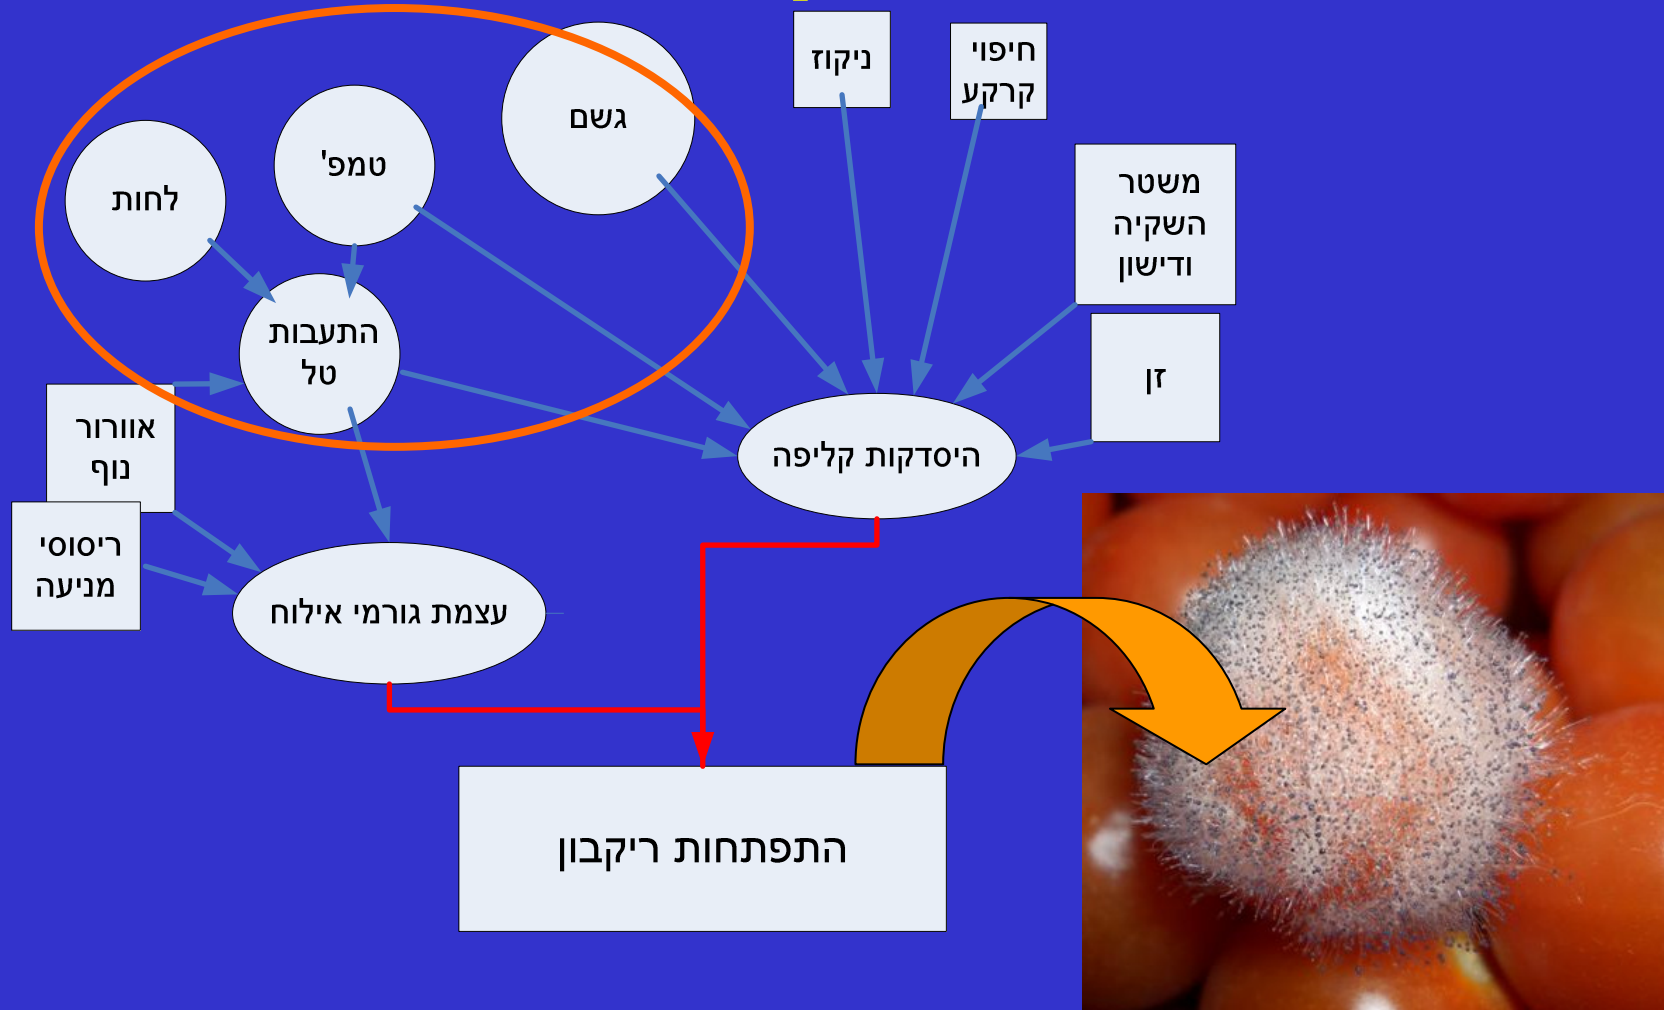 ניקוז
חיפוי
קרקע
גשם
טמפ'
לחות
משטר
השקיה
ודישון
התעבות
טל
זן
אוורור
נוף
היסדקות קליפה
ריסוסי
מניעה
עצמת גורמי אילוח
התפתחות ריקבון